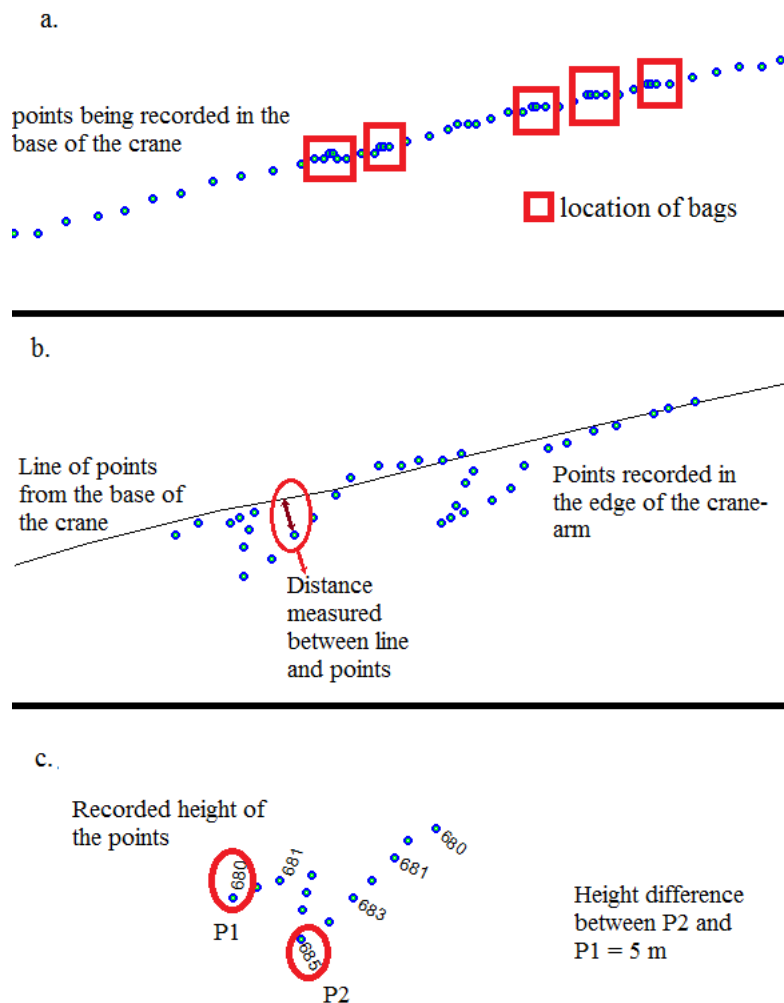 a.
points being recorded in the
base of the crane
location of bags
b.
Line of points
from the base of
the crane
Points recorded in
the edge of the crane-
arm
Distance
measured
between line
and points
c.
Recorded height of
the points
680
681
680
681
683
685
P1
P2
Height difference
between P2 and
P1 = 5 m